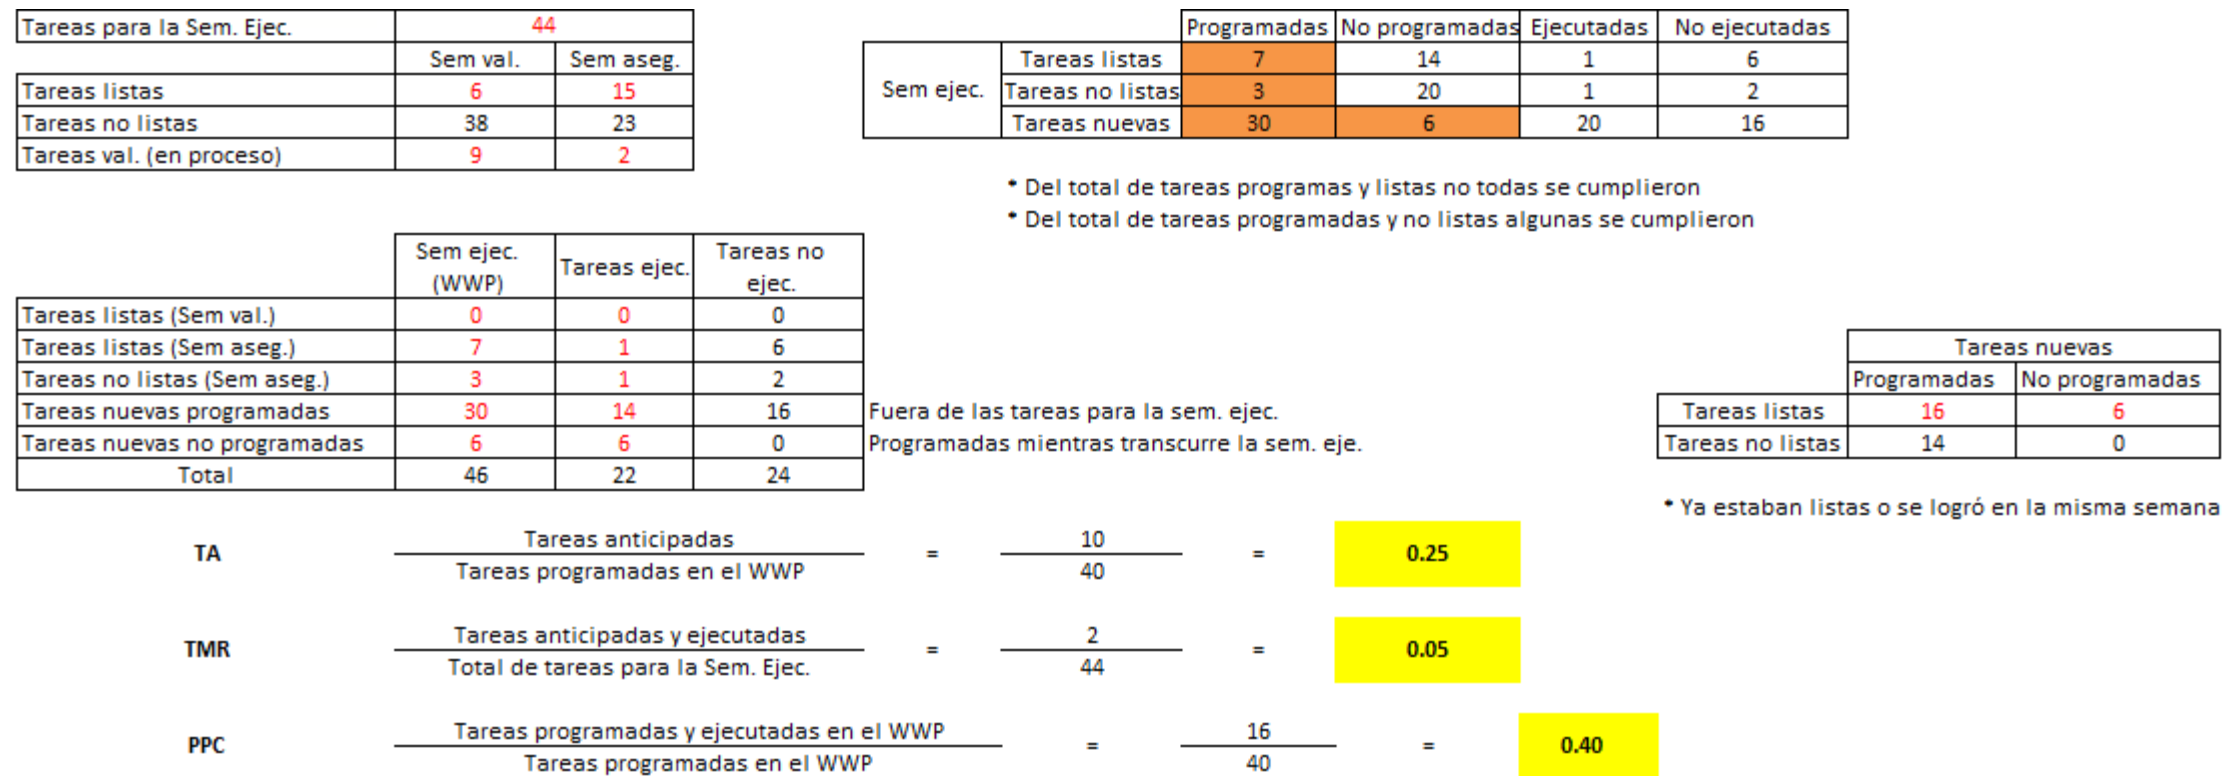 Tareas para la Sem. Ejec. 44
Sem val. Sem aseg.
Tareas listas 6 15
Tareas no listas 38 23
Tareas val. (en proceso) 9 2
Programadas No programadas Ejecutadas No ejecutadas
Sem ejec.
Tareas listas 7 14 1 6
Tareas no listas 3 20 1 2
Tareas nuevas 30 6 20 16
* Del total de tareas programas y listas no todas se cumplieron
* Del total de tareas programadas y no listas algunas se cumplieron
Sem ejec. (WWP) Tareas ejec. Tareas no ejec.
Tareas listas (Sem val.) 0 0 0
Tareas listas (Sem aseg.) 7 1 6
Tareas no listas (Sem aseg.) 3 1 2
Tareas nuevas programadas 30 14 16 Fuera de las tareas para la sem. ejec.
Tareas nuevas no programadas 6 6 0 Programadas mientras transcurre la sem. eje.
Total 46 22 24
Tareas nuevas
Programadas No programadas
Tareas listas 16 6
Tareas no listas 14 0
* Ya estaban listas o se logró en la misma semana
TA
Tareas anticipadas
Tareas programadas en el WWP
=
10
40
=
0.25
TMR
Tareas anticipadas y ejecutadas
Total de tareas para la Sem. Ejec.
=
2
44
=
0.05
PPC
Tareas programadas y ejecutadas en el WWP
Tareas programadas en el WWP
=
16
40
=
0.40